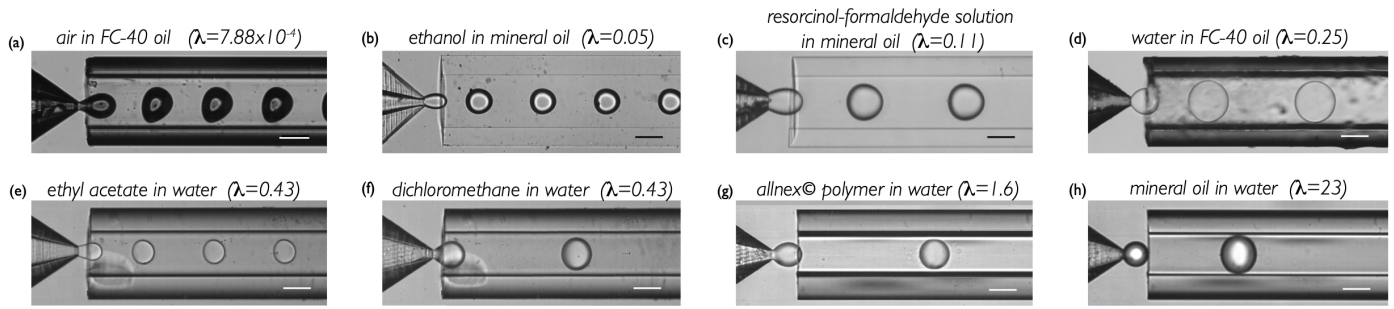 (a) air in FC-40 oil (λ=7.88x10⁻⁴)
(b) ethanol in mineral oil (λ=0.05)
(c) resorcinol-formaldehyde solution
in mineral oil (λ=0.11)
(d) water in FC-40 oil (λ=0.25)
(e) ethyl acetate in water (λ=0.43)
(f) dichloromethane in water (λ=0.43)
(g) allnex© polymer in water (λ=1.6)
(h) mineral oil in water (λ=23)